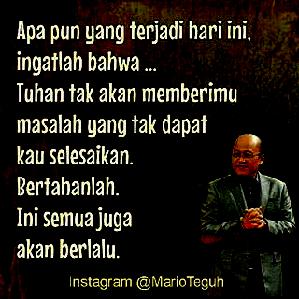 Apa pun yang terjadi hari ini,
ingatlah bahwa ...
Tuhan tak akan memberimu
masalah yang tak dapat
kau selesaikan.
Bertahanlah.
Ini semua juga
akan berlalu.
Instagram @MarioTeguh